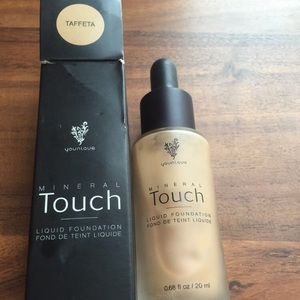 TAFFETA
younique
MINERAL
Touch
LIQUID FOUNDATION
FOND DE TEINT LIQUIDE
younique
MINERAL
Touch
LIQUID FOUNDATION
FOND DE TEINT LIQUIDE
0.68 fl oz / 20 ml